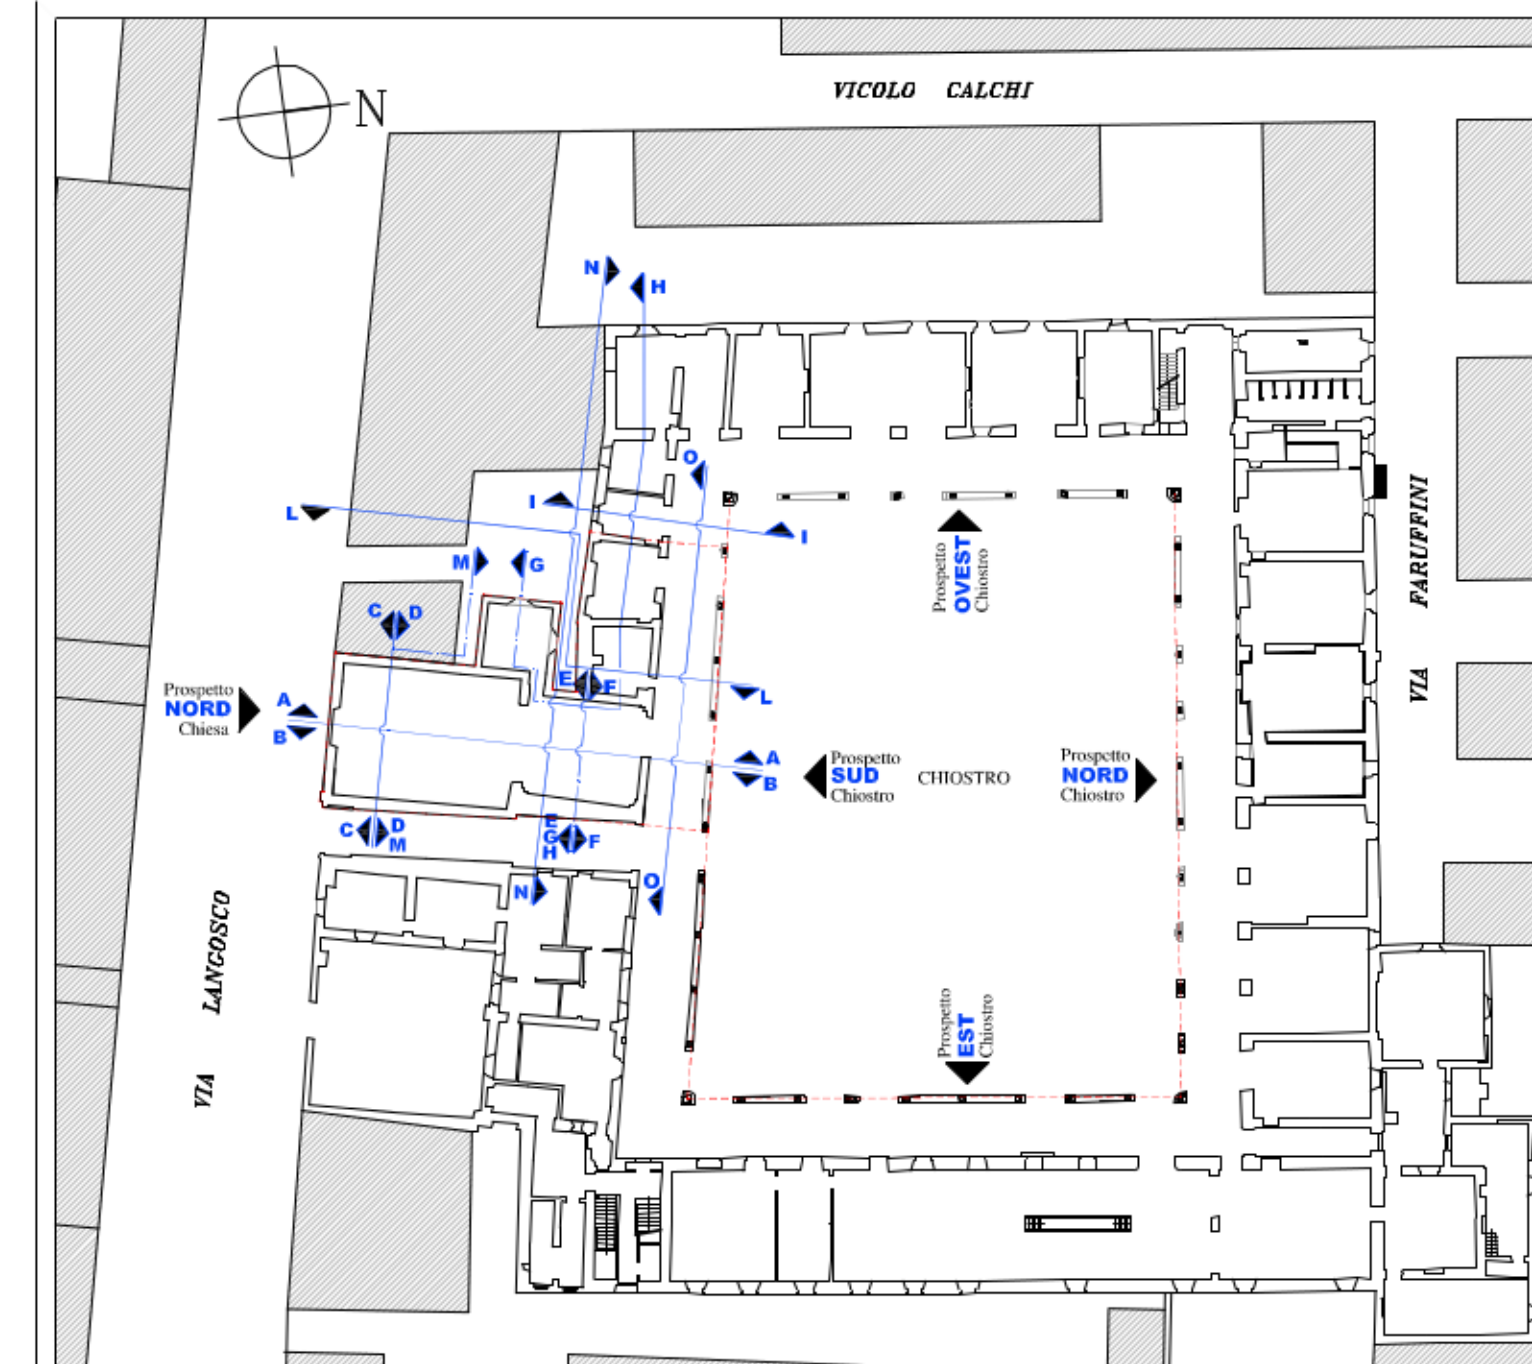 VICOLO CALCHI
N
N
H
O
I
I
L
M
G
C
D
E
F
L
Prospetto
NORD
Chiesa
A
B
A
B
C
D
M
E
G
H
F
N
O
Prospetto
OVEST
Chiostro
Prospetto
SUD
Chiostro
CHIOSTRO
Prospetto
NORD
Chiostro
Prospetto
EST
Chiostro
VIA LANGOSCO
VIA FARUFFINI